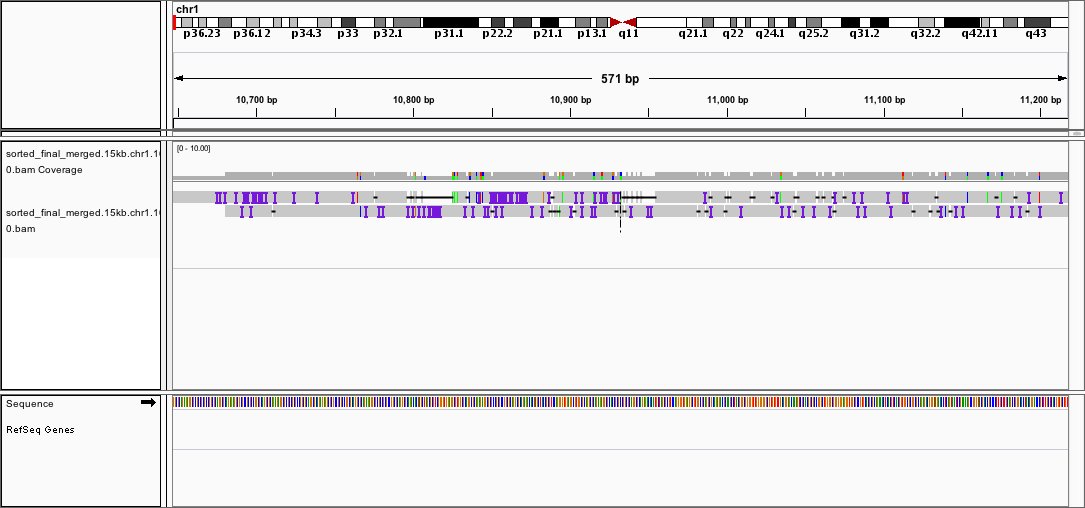 chr1
p36.23 p36.12 p34.3 p33 p32.1 p31.1 p22.2 p21.1 p13.1 q11 q21.1 q22 q24.1 q25.2 q31.2 q32.2 q42.11 q43
571 bp
10,700 bp 10,800 bp 10,900 bp 11,000 bp 11,100 bp 11,200 bp
sorted_final_merged.15kb.chr1.1
0.bam Coverage
[0 - 10.00]
sorted_final_merged.15kb.chr1.1
0.bam
Sequence
RefSeq Genes